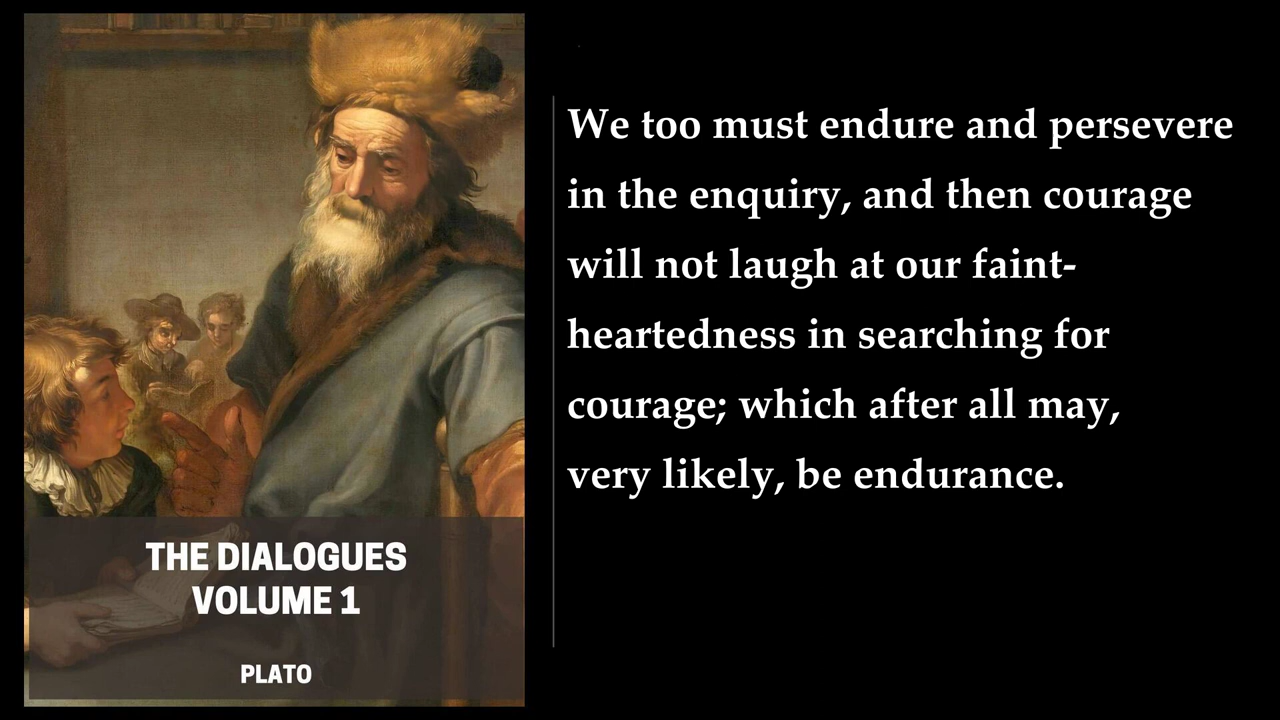 We too must endure and persevere
in the enquiry, and then courage
will not laugh at our faint-
heartedness in searching for
courage; which after all may,
very likely, be endurance.
THE DIALOGUES
VOLUME 1
PLATO